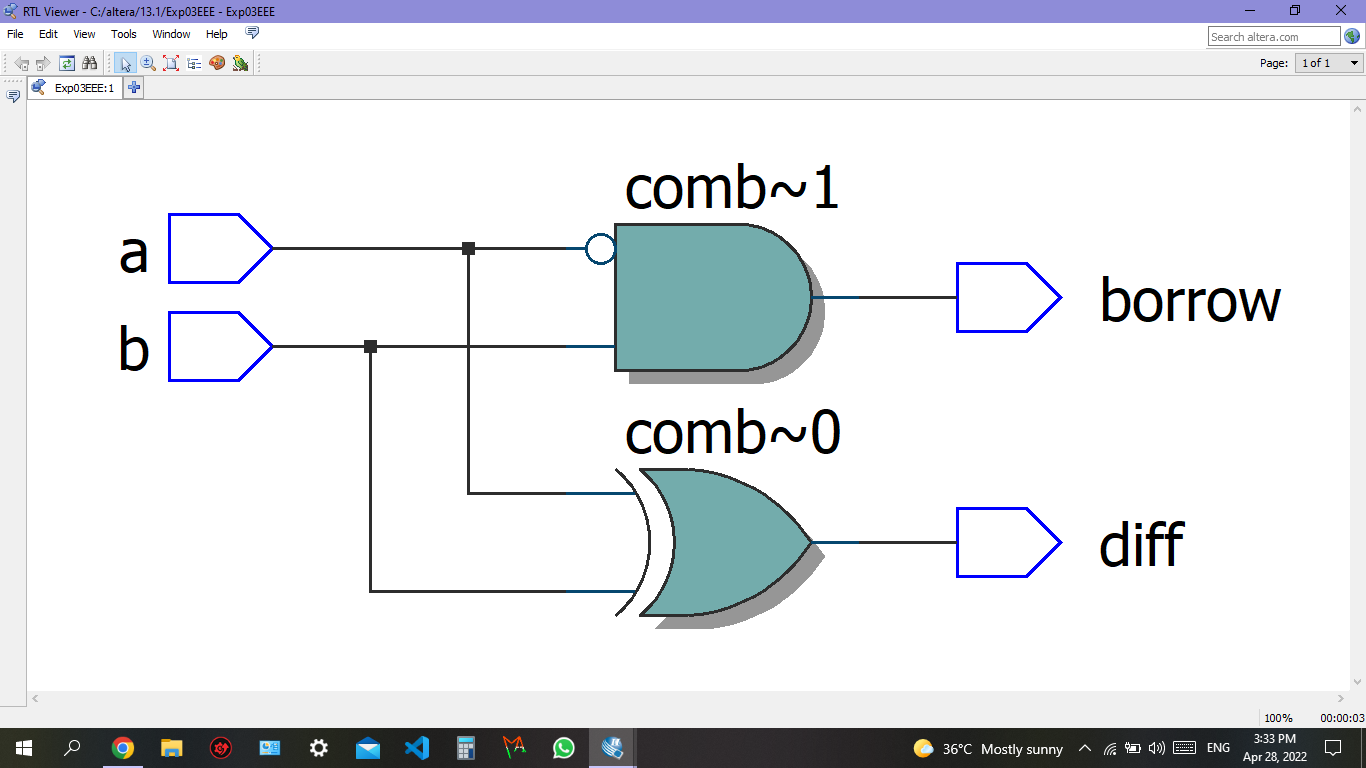 RTL Viewer - C:/altera/13.1/Exp03EEE - Exp03EEE
File Edit View Tools Window Help
Search altera.com
Page: 1 of 1
Exp03EEE:1
comb~1
a
borrow
b
comb~0
diff
100% 00:00:03
36°C Mostly sunny
ENG
3:33 PM
Apr 28, 2022